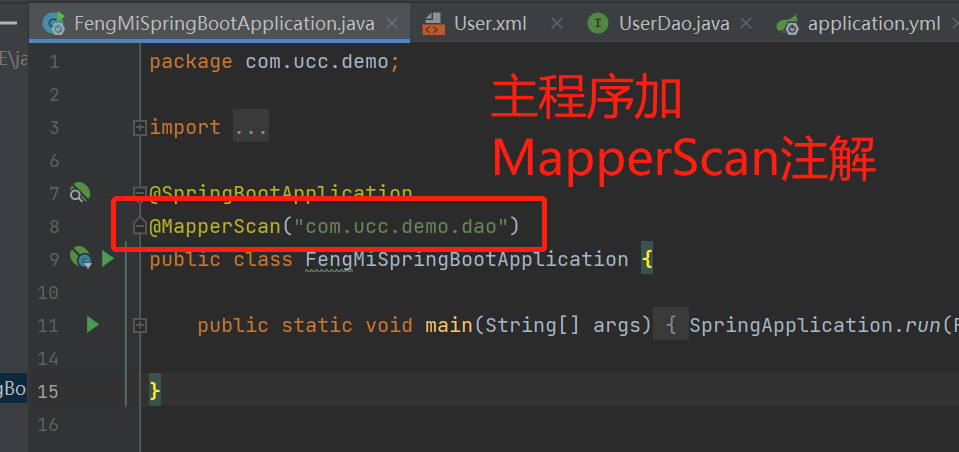 FengMiSpringBootApplication.java
User.xml
UserDao.java
application.yml
E\ja
1 package com.ucc.demo;
2
3 import ...
6
7 @SpringBootApplication
8 @MapperScan("com.ucc.demo.dao")
9 public class FengMiSpringBootApplication {
10
11 public static void main(String[] args) { SpringApplication.run(F
14
15 }
16
gBo
主程序加
MapperScan注解